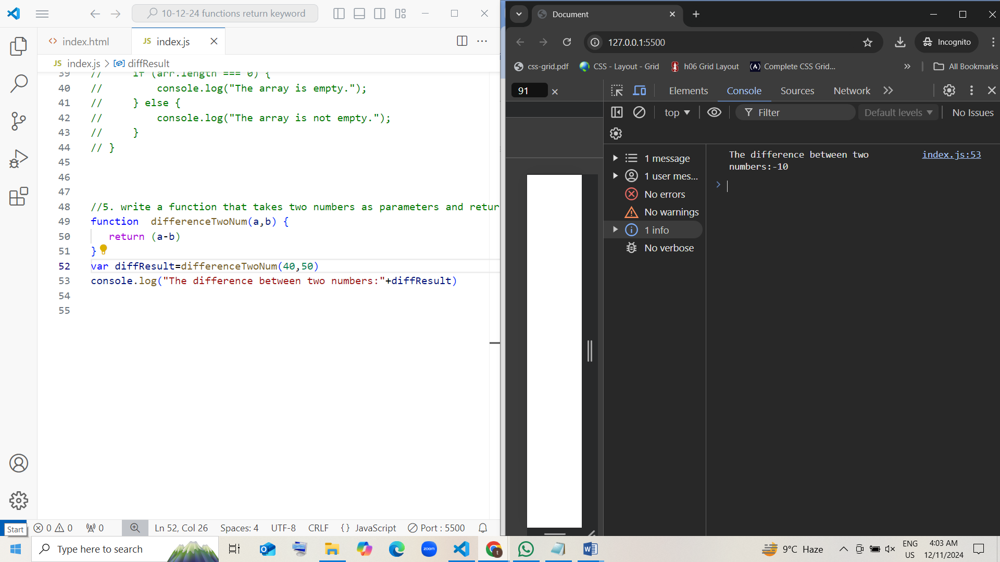 10-12-24 functions return keyword
index.html
JS index.js
JS index.js > diffResult
39 // if (arr.length === 0) {
40 // console.log("The array is empty.");
41 // } else {
42 // console.log("The array is not empty.");
43 // }
44 // }
45
46
47
48 //5. write a function that takes two numbers as parameters and retur
49 function differenceTwoNum(a,b) {
50 return (a-b)
51 }
52 var diffResult=differenceTwoNum(40,50)
53 console.log("The difference between two numbers:"+diffResult)
54
55
Start
0 0 0
Ln 52, Col 26 Spaces: 4 UTF-8 CRLF {} JavaScript Port : 5500
Document
127.0.0.1:5500
Incognito
css-grid.pdf CSS - Layout - Grid h06 Grid Layout Complete CSS Grid... All Bookmarks
91
Elements Console Sources Network
top Filter Default levels No Issues
1 message
1 user mes...
No errors
No warnings
1 info
No verbose
The difference between two index.js:53
numbers:-10
Type here to search
zoom
9°C Haze
ENG
US
4:03 AM
12/11/2024